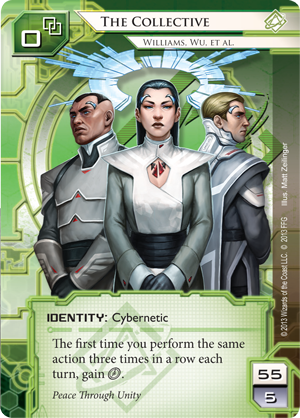 0
The Collective
Williams, Wu, et al.
Illus. Matt Zeilinger
© 2013 Wizards of the Coast LLC © 2013 FFG
IDENTITY: Cybernetic
The first time you perform the same
action three times in a row each
turn, gain .
Peace Through Unity
55
5